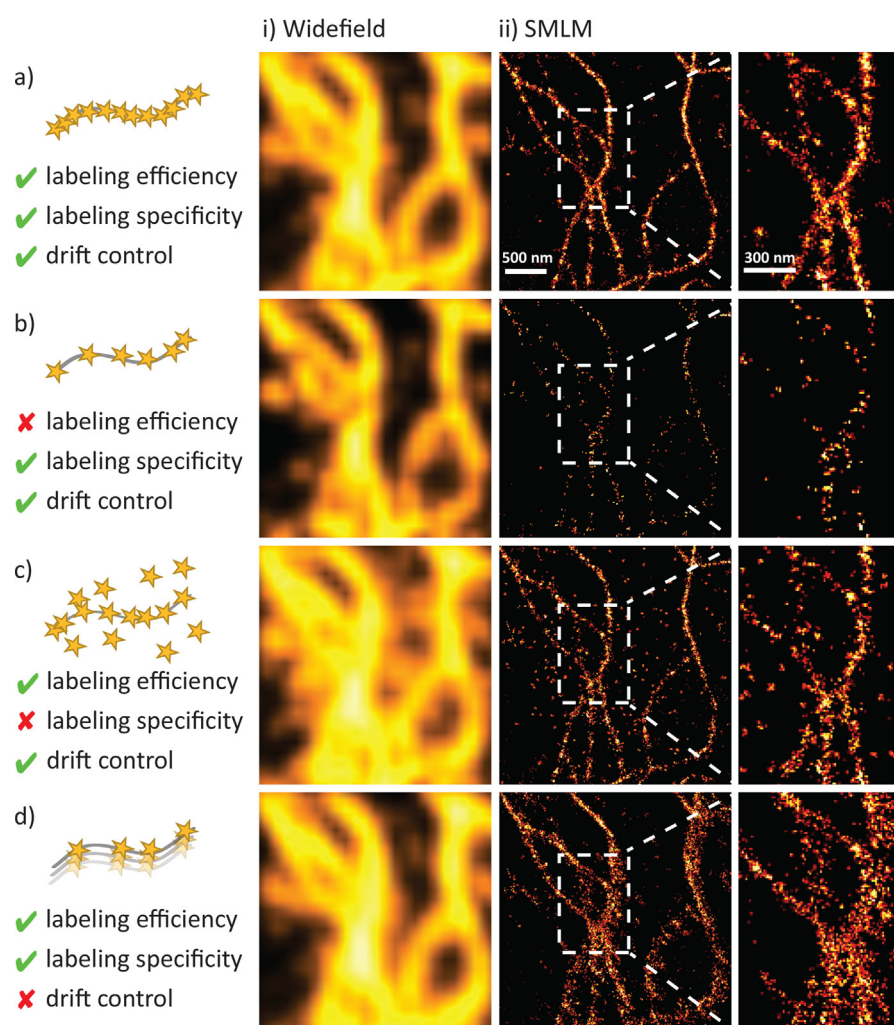 i) Widefield
ii) SMLM
a)
✔ labeling efficiency
✔ labeling specificity
✔ drift control
500 nm
300 nm
b)
✘ labeling efficiency
✔ labeling specificity
✔ drift control
c)
✔ labeling efficiency
✘ labeling specificity
✔ drift control
d)
✔ labeling efficiency
✔ labeling specificity
✘ drift control